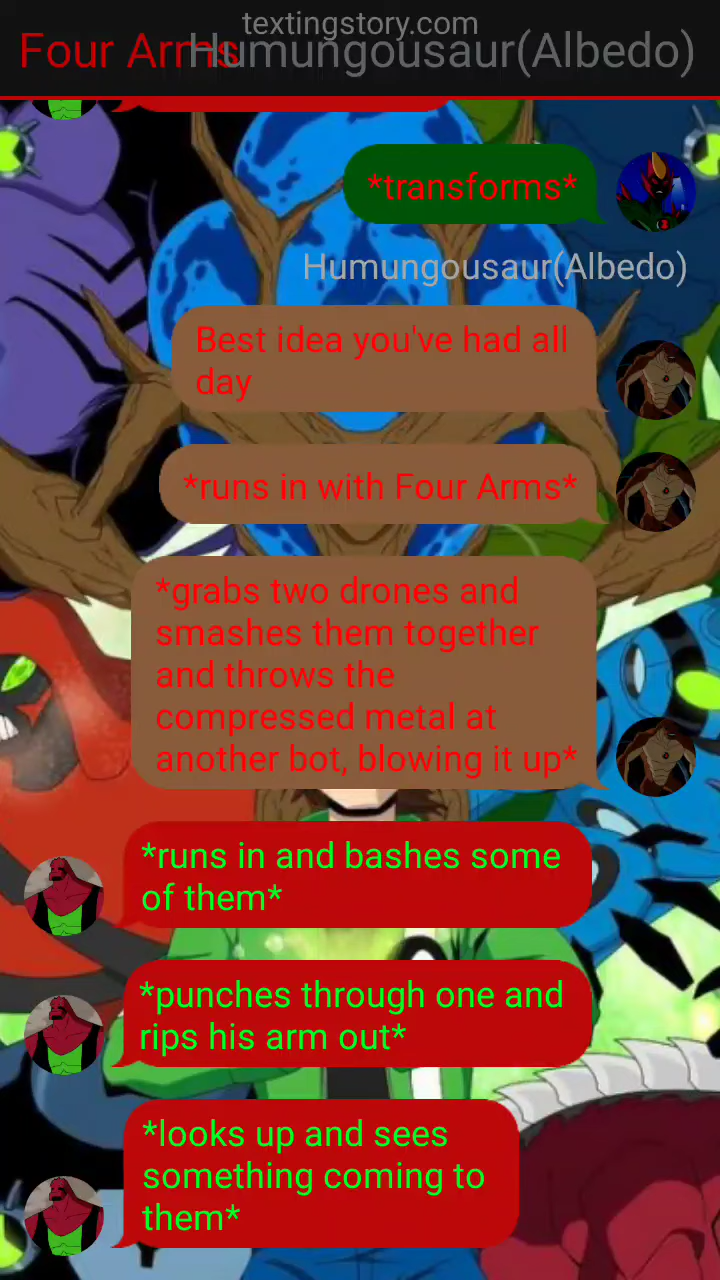 textingstory.com
Four Arms Humungousaur(Albedo)
*transforms*
Humungousaur(Albedo)
Best idea you've had all
day
*runs in with Four Arms*
*grabs two drones and
smashes them together
and throws the
compressed metal at
another bot, blowing it up*
*runs in and bashes some
of them*
*punches through one and
rips his arm out*
*looks up and sees
something coming to
them*